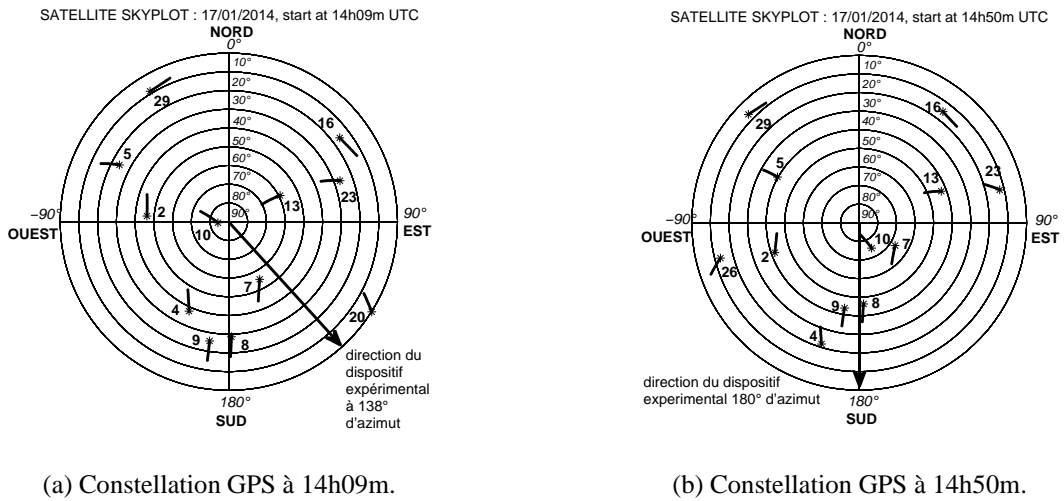 SATELLITE SKYPLOT : 17/01/2014, start at 14h09m UTC
NORD
0°
10°
20°
30°
40°
50°
60°
70°
80°
90°
29
16
5
23
13
2
−90°
OUEST
90°
EST
10
7
4
20
9
8
direction du
dispositif
expérimental
à 138°
d'azimut
180°
SUD
(a) Constellation GPS à 14h09m.
SATELLITE SKYPLOT : 17/01/2014, start at 14h50m UTC
NORD
0°
10°
20°
30°
40°
50°
60°
70°
80°
90°
29
16
5
23
13
−90°
OUEST
90°
EST
10
7
2
26
9
8
4
direction du dispositif
experimental 180° d'azimut
180°
SUD
(b) Constellation GPS à 14h50m.